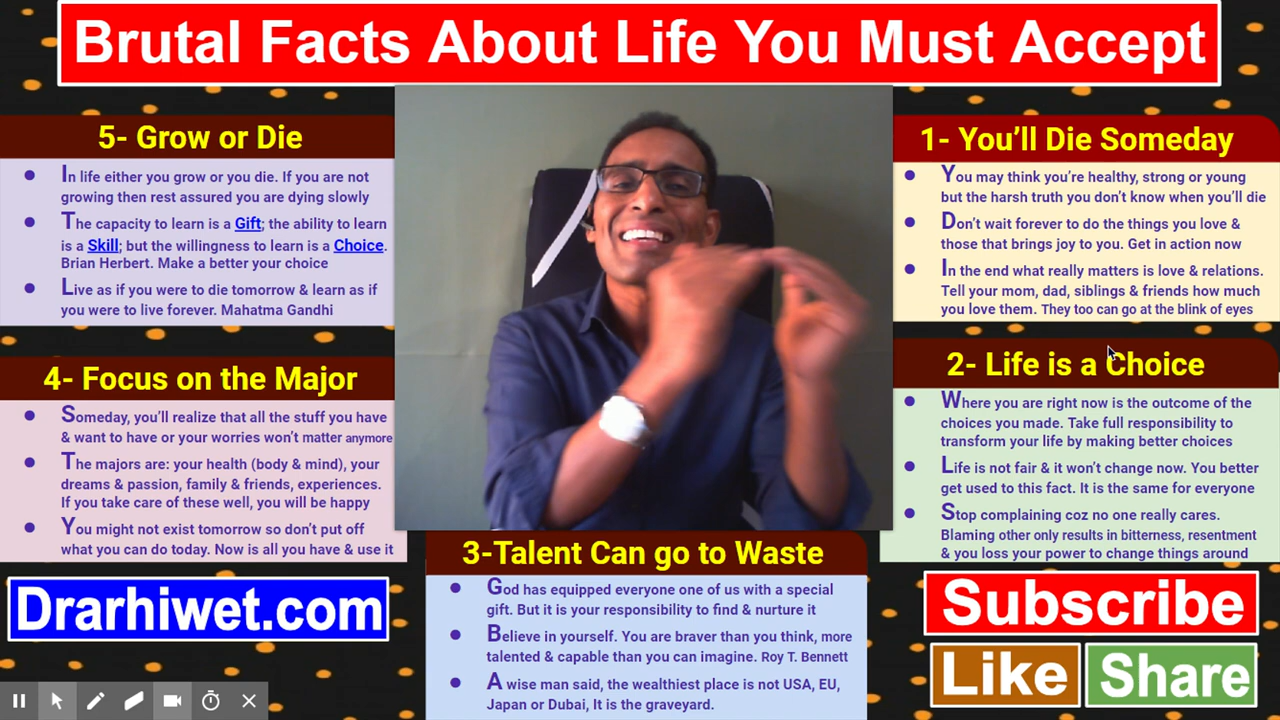 Brutal Facts About Life You Must Accept
1- You'll Die Someday
You may think you're healthy, strong or young
but the harsh truth you don't know when you'll die
Don't wait forever to do the things you love &
those that brings joy to you. Get in action now
In the end what really matters is love & relations.
Tell your mom, dad, siblings & friends how much
you love them. They too can go at the blink of eyes
2- Life is a Choice
Where you are right now is the outcome of the
choices you made. Take full responsibility to
transform your life by making better choices
Life is not fair & it won't change now. You better
get used to this fact. It is the same for everyone
Stop complaining coz no one really cares.
Blaming other only results in bitterness, resentment
& you loss your power to change things around
3-Talent Can go to Waste
God has equipped everyone one of us with a special
gift. But it is your responsibility to find & nurture it
Believe in yourself. You are braver than you think, more
talented & capable than you can imagine. Roy T. Bennett
A wise man said, the wealthiest place is not USA, EU,
Japan or Dubai, It is the graveyard.
4- Focus on the Major
Someday, you'll realize that all the stuff you have
& want to have or your worries won't matter anymore
The majors are: your health (body & mind), your
dreams & passion, family & friends, experiences.
If you take care of these well, you will be happy
You might not exist tomorrow so don't put off
what you can do today. Now is all you have & use it
5- Grow or Die
In life either you grow or you die. If you are not
growing then rest assured you are dying slowly
The capacity to learn is a Gift; the ability to learn
is a Skill; but the willingness to learn is a Choice.
Brian Herbert. Make a better your choice
Live as if you were to die tomorrow & learn as if
you were to live forever. Mahatma Gandhi
Drarhiwet.com
Subscribe
Like
Share